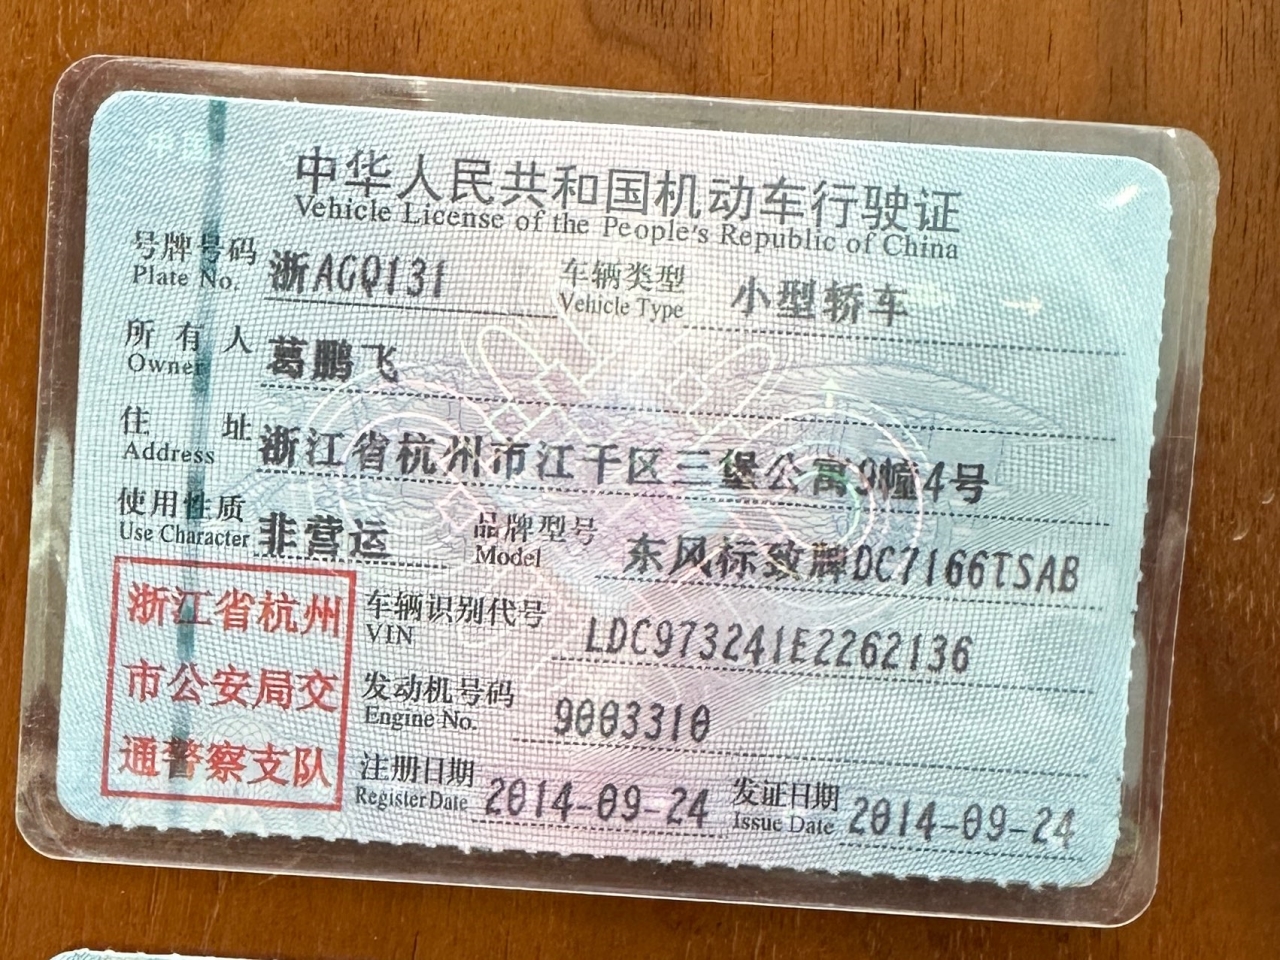 中华人民共和国机动车行驶证
Vehicle License of the People's Republic of China
号牌号码 浙AGQ131 车辆类型 小型轿车
Plate No. Vehicle Type
所有人 葛鹏飞
Owner
住址 浙江省杭州市江干区三堡公寓9幢4号
Address
使用性质 非营运 品牌型号 东风标致牌DC7166TSAB
Use Character Model
浙江省杭州
市公安局交
通警察支队
车辆识别代号 LDC973241E2262136
VIN
发动机号码 9003310
Engine No.
注册日期 2014-09-24 发证日期 2014-09-24
Register Date Issue Date